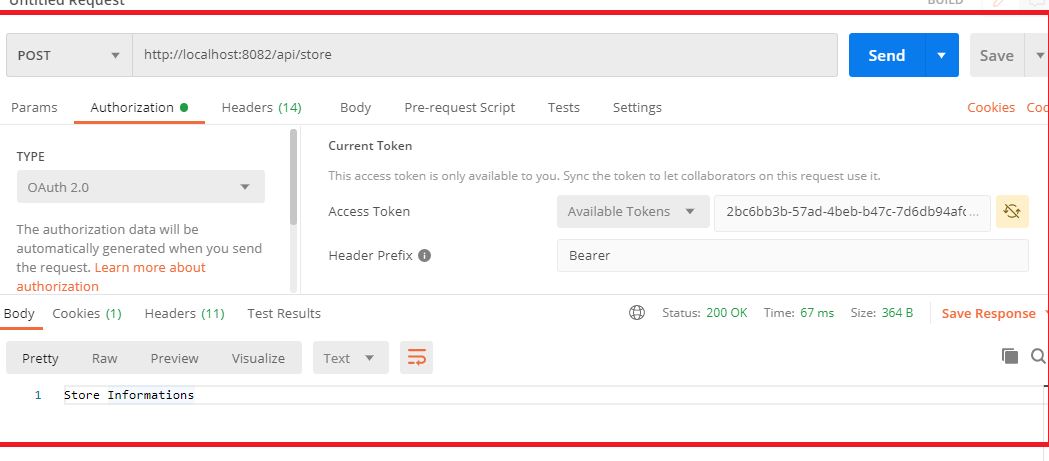 Untitled Request BUILD
POST http://localhost:8082/api/store Send Save
Params Authorization Headers (14) Body Pre-request Script Tests Settings Cookies
TYPE
OAuth 2.0
The authorization data will be
automatically generated when you send
the request. Learn more about
authorization
Current Token
This access token is only available to you. Sync the token to let collaborators on this request use it.
Access Token Available Tokens 2bc6bb3b-57ad-4beb-b47c-7d6db94afc...
Header Prefix Bearer
Body Cookies (1) Headers (11) Test Results Status: 200 OK Time: 67 ms Size: 364 B Save Response
Pretty Raw Preview Visualize Text
1 Store Informations